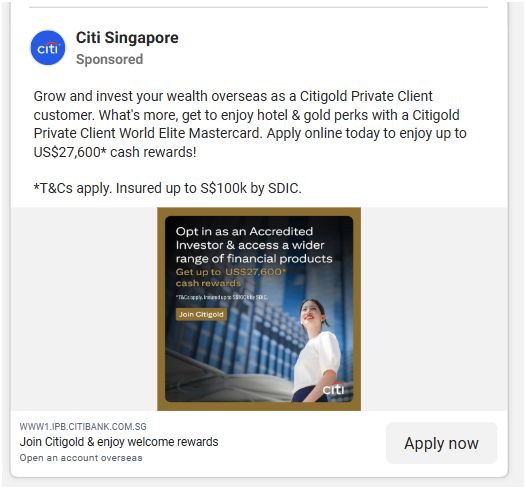 citi
Citi Singapore
Sponsored
Grow and invest your wealth overseas as a Citigold Private Client
customer. What's more, get to enjoy hotel & gold perks with a Citigold
Private Client World Elite Mastercard. Apply online today to enjoy up to
US$27,600* cash rewards!
*T&Cs apply. Insured up to S$100k by SDIC.
Opt in as an Accredited
Investor & access a wider
range of financial products
Get up to US$27,600*
cash rewards
*T&Cs apply. Insured up to S$100k by SDIC.
Join Citigold
citi
WWW1.IPB.CITIBANK.COM.SG
Join Citigold & enjoy welcome rewards
Open an account overseas
Apply now